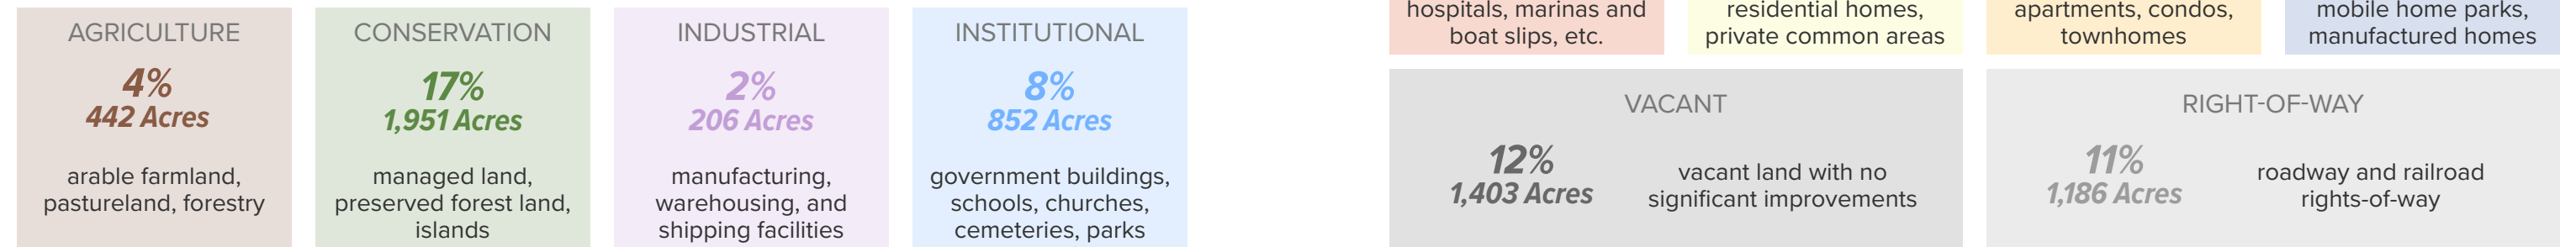 AGRICULTURE
4%
442 Acres
arable farmland,
pastureland, forestry
CONSERVATION
17%
1,951 Acres
managed land,
preserved forest land,
islands
INDUSTRIAL
2%
206 Acres
manufacturing,
warehousing, and
shipping facilities
INSTITUTIONAL
8%
852 Acres
government buildings,
schools, churches,
cemeteries, parks
hospitals, marinas and
boat slips, etc.
residential homes,
private common areas
apartments, condos,
townhomes
mobile home parks,
manufactured homes
VACANT
12%
1,403 Acres
vacant land with no
significant improvements
RIGHT-OF-WAY
11%
1,186 Acres
roadway and railroad
rights-of-way